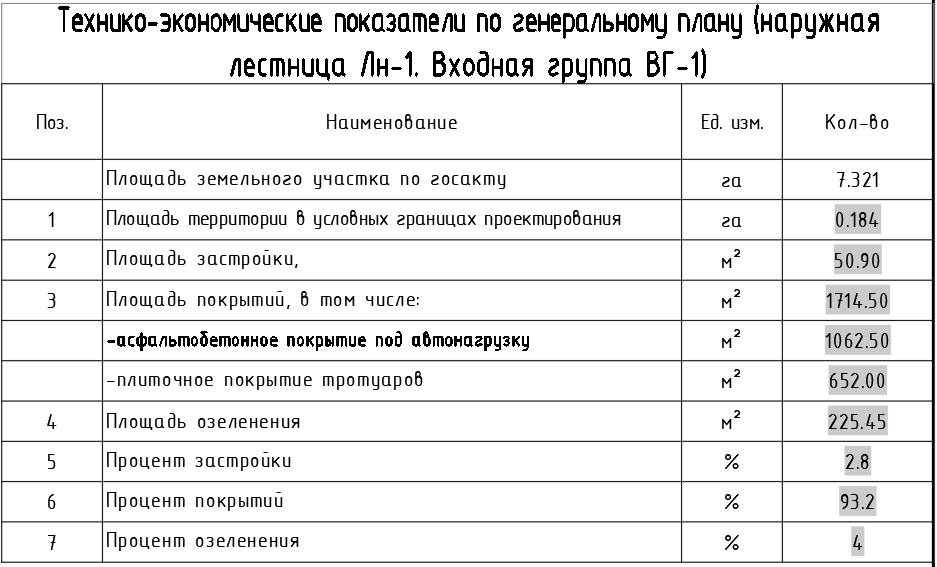 Технико-экономические показатели по генеральному плану (наружная
лестница Лн-1. Входная группа ВГ-1)
Поз. Наименование Ед. изм. Кол-во
Площадь земельного участка по госакту га 7.321
1 Площадь территории в условных границах проектирования га 0.184
2 Площадь застройки, м² 50.90
3 Площадь покрытий, в том числе: м² 1714.50
-асфальтобетонное покрытие под автонагрузку м² 1062.50
-плиточное покрытие тротуаров м² 652.00
4 Площадь озеленения м² 225.45
5 Процент застройки % 2.8
6 Процент покрытий % 93.2
7 Процент озеленения % 4